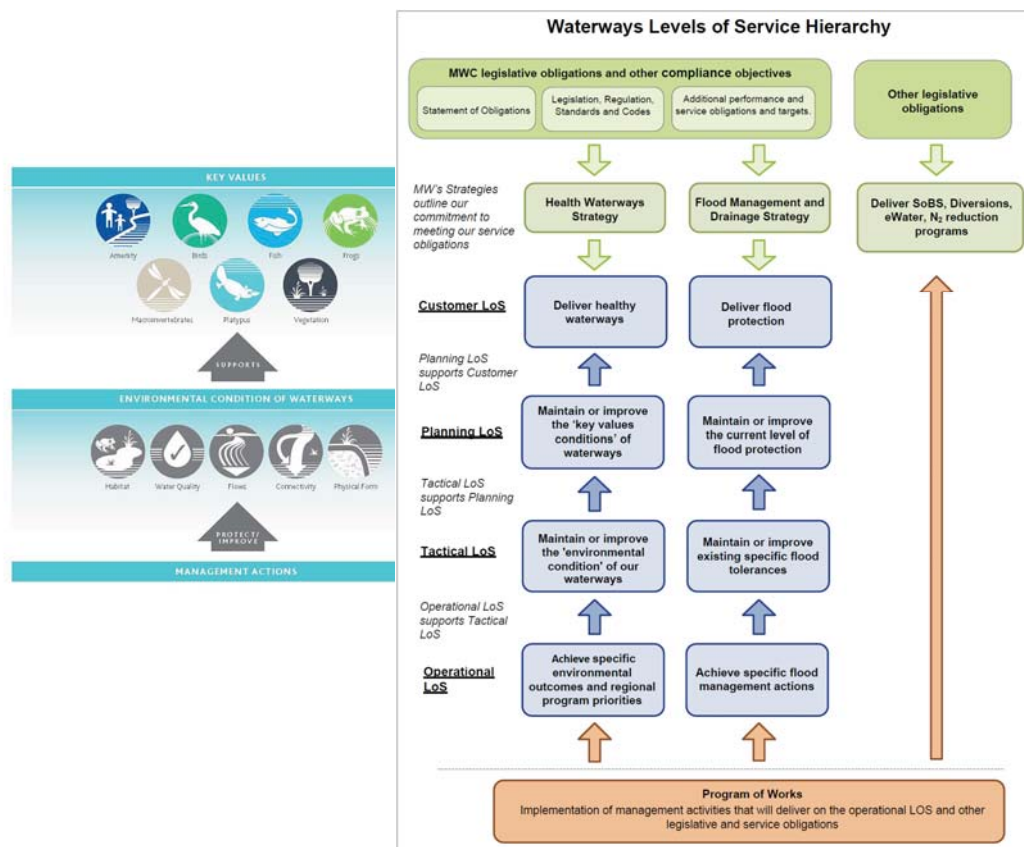 KEY VALUES
Amenity
Birds
Fish
Frogs
Macroinvertebrates
Platypus
Vegetation
SUPPORTS
ENVIRONMENTAL CONDITION OF WATERWAYS
Habitat
Water Quality
Flows
Connectivity
Physical Form
PROTECT/
IMPROVE
MANAGEMENT ACTIONS
Waterways Levels of Service Hierarchy
MWC legislative obligations and other compliance objectives
Statement of Obligations
Legislation, Regulation,
Standards and Codes
Additional performance and
service obligations and targets.
Other legislative
obligations
MW's Strategies
outline our
commitment to
meeting our service
obligations
Health Waterways
Strategy
Flood Management and
Drainage Strategy
Deliver SoBS, Diversions,
eWater, N₂ reduction
programs
Customer LoS
Deliver healthy
waterways
Deliver flood
protection
Planning LoS
supports Customer
LoS
Planning LoS
Maintain or improve
the 'key values
conditions' of
waterways
Maintain or improve
the current level of
flood protection
Tactical LoS
supports Planning
LoS
Tactical LoS
Maintain or improve
the 'environmental
condition' of our
waterways
Maintain or improve
existing specific flood
tolerances
Operational LoS
supports Tactical
LoS
Operational
LoS
Achieve specific
environmental
outcomes and regional
program priorities
Achieve specific flood
management actions
Program of Works
Implementation of management activities that will deliver on the operational LOS and other
legislative and service obligations